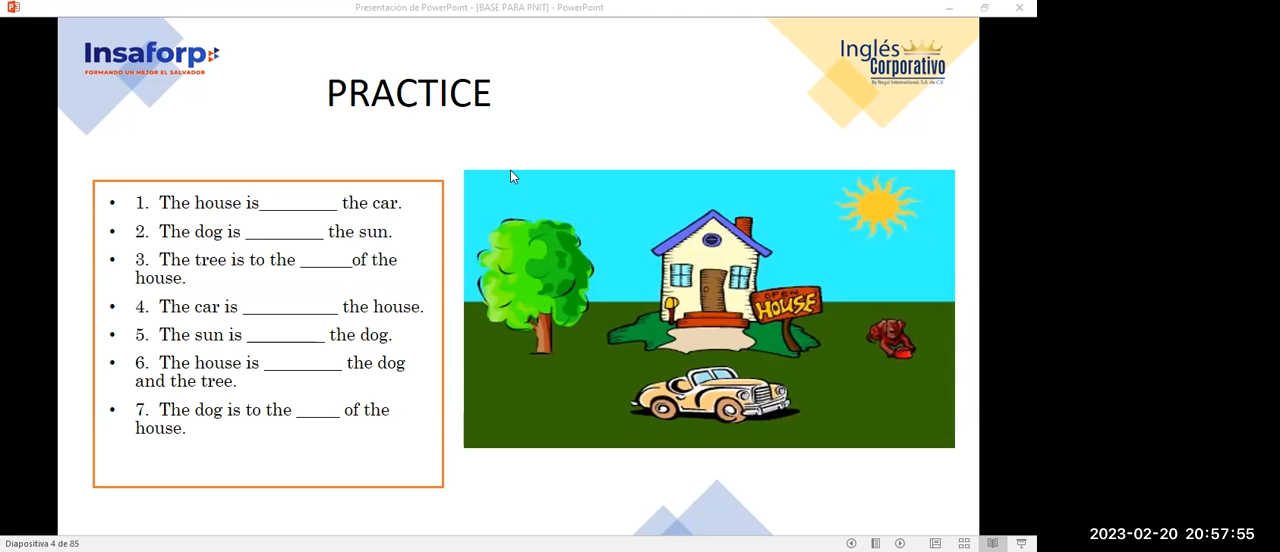 Presentación de PowerPoint - [BASE PARA PNIT] - PowerPoint
Insaforp
FORMANDO UN MEJOR EL SALVADOR
Inglés
Corporativo
By Regal International, S.A. de C.V.
PRACTICE
• 1. The house is_________ the car.
• 2. The dog is _________ the sun.
• 3. The tree is to the ______of the
house.
• 4. The car is ___________ the house.
• 5. The sun is _________ the dog.
• 6. The house is _________ the dog
and the tree.
• 7. The dog is to the _____ of the
house.
OPEN
HOUSE
Diapositiva 4 de 85
2023-02-20 20:57:55